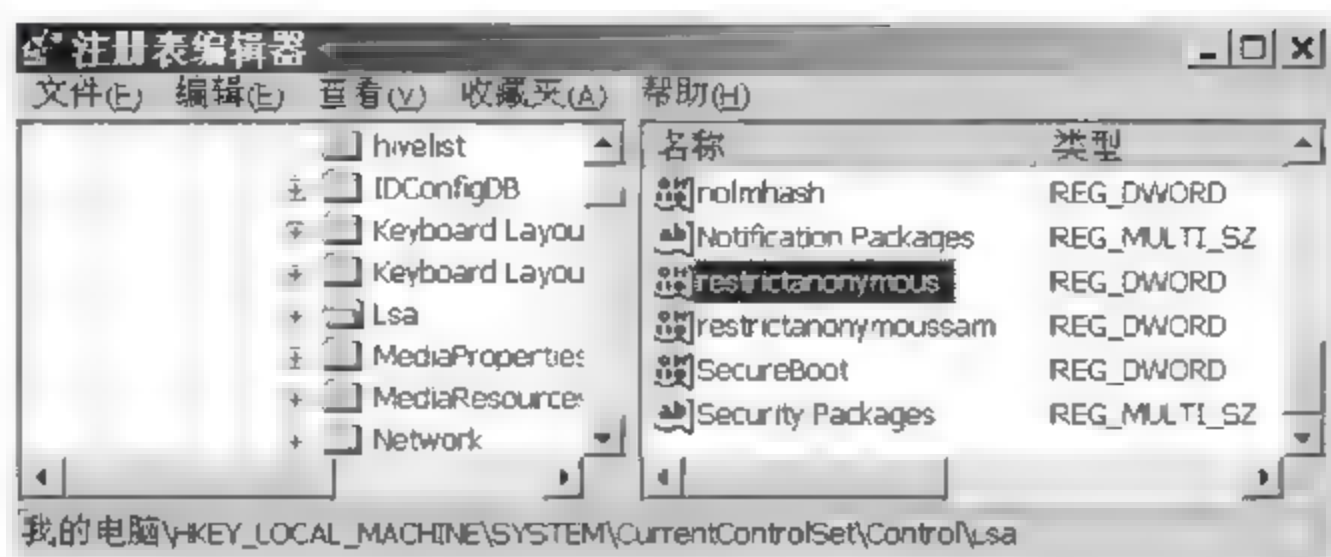 注册表编辑器
文件(F) 编辑(E) 查看(V) 收藏夹(A) 帮助(H)
hivelist
IDConfigDB
Keyboard Layou
Keyboard Layou
Lsa
MediaProperties
MediaResources
Network
名称 类型
nolmhash REG_DWORD
Notification Packages REG_MULTI_SZ
restrictanonymous REG_DWORD
restrictanonymoussam REG_DWORD
SecureBoot REG_DWORD
Security Packages REG_MULTI_SZ
我的电脑\HKEY_LOCAL_MACHINE\SYSTEM\CurrentControlSet\Control\Lsa